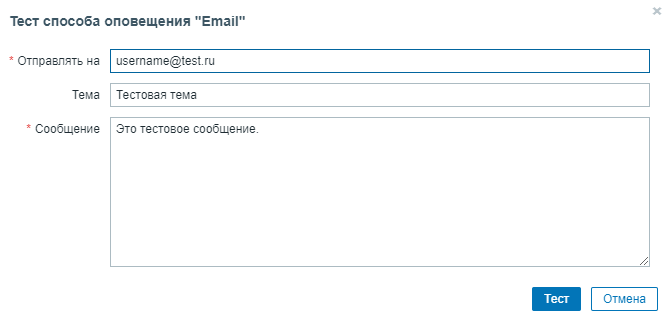 Тест способа оповещения "Email"
* Отправлять на username@test.ru
Тема Тестовая тема
* Сообщение Это тестовое сообщение.
Тест Отмена